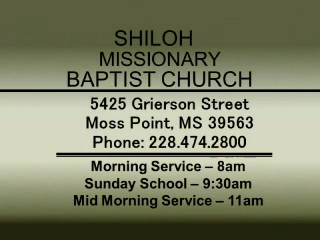 SHILOH
MISSIONARY
BAPTIST CHURCH
5425 Grierson Street
Moss Point, MS 39563
Phone: 228.474.2800
Morning Service – 8am
Sunday School – 9:30am
Mid Morning Service – 11am